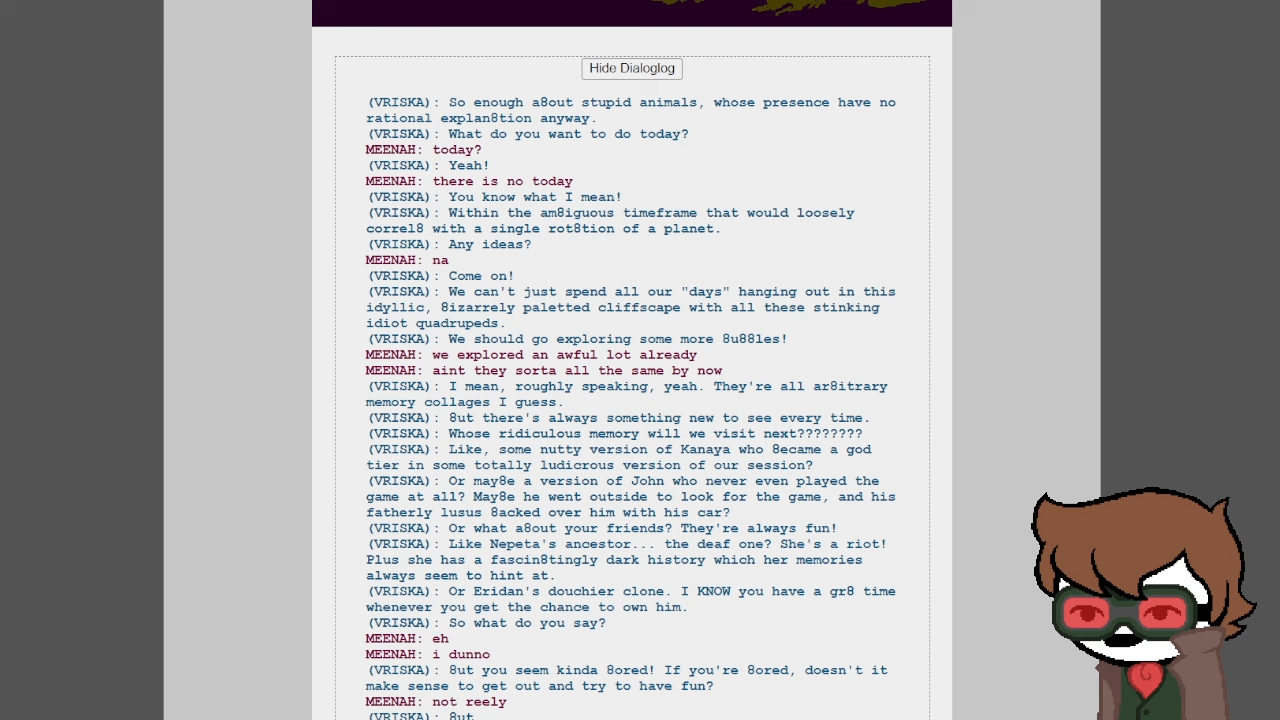 Hide Dialoglog
(VRISKA): So enough a8out stupid animals, whose presence have no
rational explan8tion anyway.
(VRISKA): What do you want to do today?
MEENAH: today?
(VRISKA): Yeah!
MEENAH: there is no today
(VRISKA): You know what I mean!
(VRISKA): Within the am8iguous timeframe that would loosely
correl8 with a single rot8tion of a planet.
(VRISKA): Any ideas?
MEENAH: na
(VRISKA): Come on!
(VRISKA): We can't just spend all our "days" hanging out in this
idyllic, 8izarrely paletted cliffscape with all these stinking
idiot quadrupeds.
(VRISKA): We should go exploring some more 8u88les!
MEENAH: we explored an awful lot already
MEENAH: aint they sorta all the same by now
(VRISKA): I mean, roughly speaking, yeah. They're all ar8itrary
memory collages I guess.
(VRISKA): 8ut there's always something new to see every time.
(VRISKA): Whose ridiculous memory will we visit next????????
(VRISKA): Like, some nutty version of Kanaya who 8ecame a god
tier in some totally ludicrous version of our session?
(VRISKA): Or may8e a version of John who never even played the
game at all? May8e he went outside to look for the game, and his
fatherly lusus 8acked over him with his car?
(VRISKA): Or what a8out your friends? They're always fun!
(VRISKA): Like Nepeta's ancestor... the deaf one? She's a riot!
Plus she has a fascin8tingly dark history which her memories
always seem to hint at.
(VRISKA): Or Eridan's douchier clone. I KNOW you have a gr8 time
whenever you get the chance to own him.
(VRISKA): So what do you say?
MEENAH: eh
MEENAH: i dunno
(VRISKA): 8ut you seem kinda 8ored! If you're 8ored, doesn't it
make sense to get out and try to have fun?
MEENAH: not reely
(VRISKA): 8ut